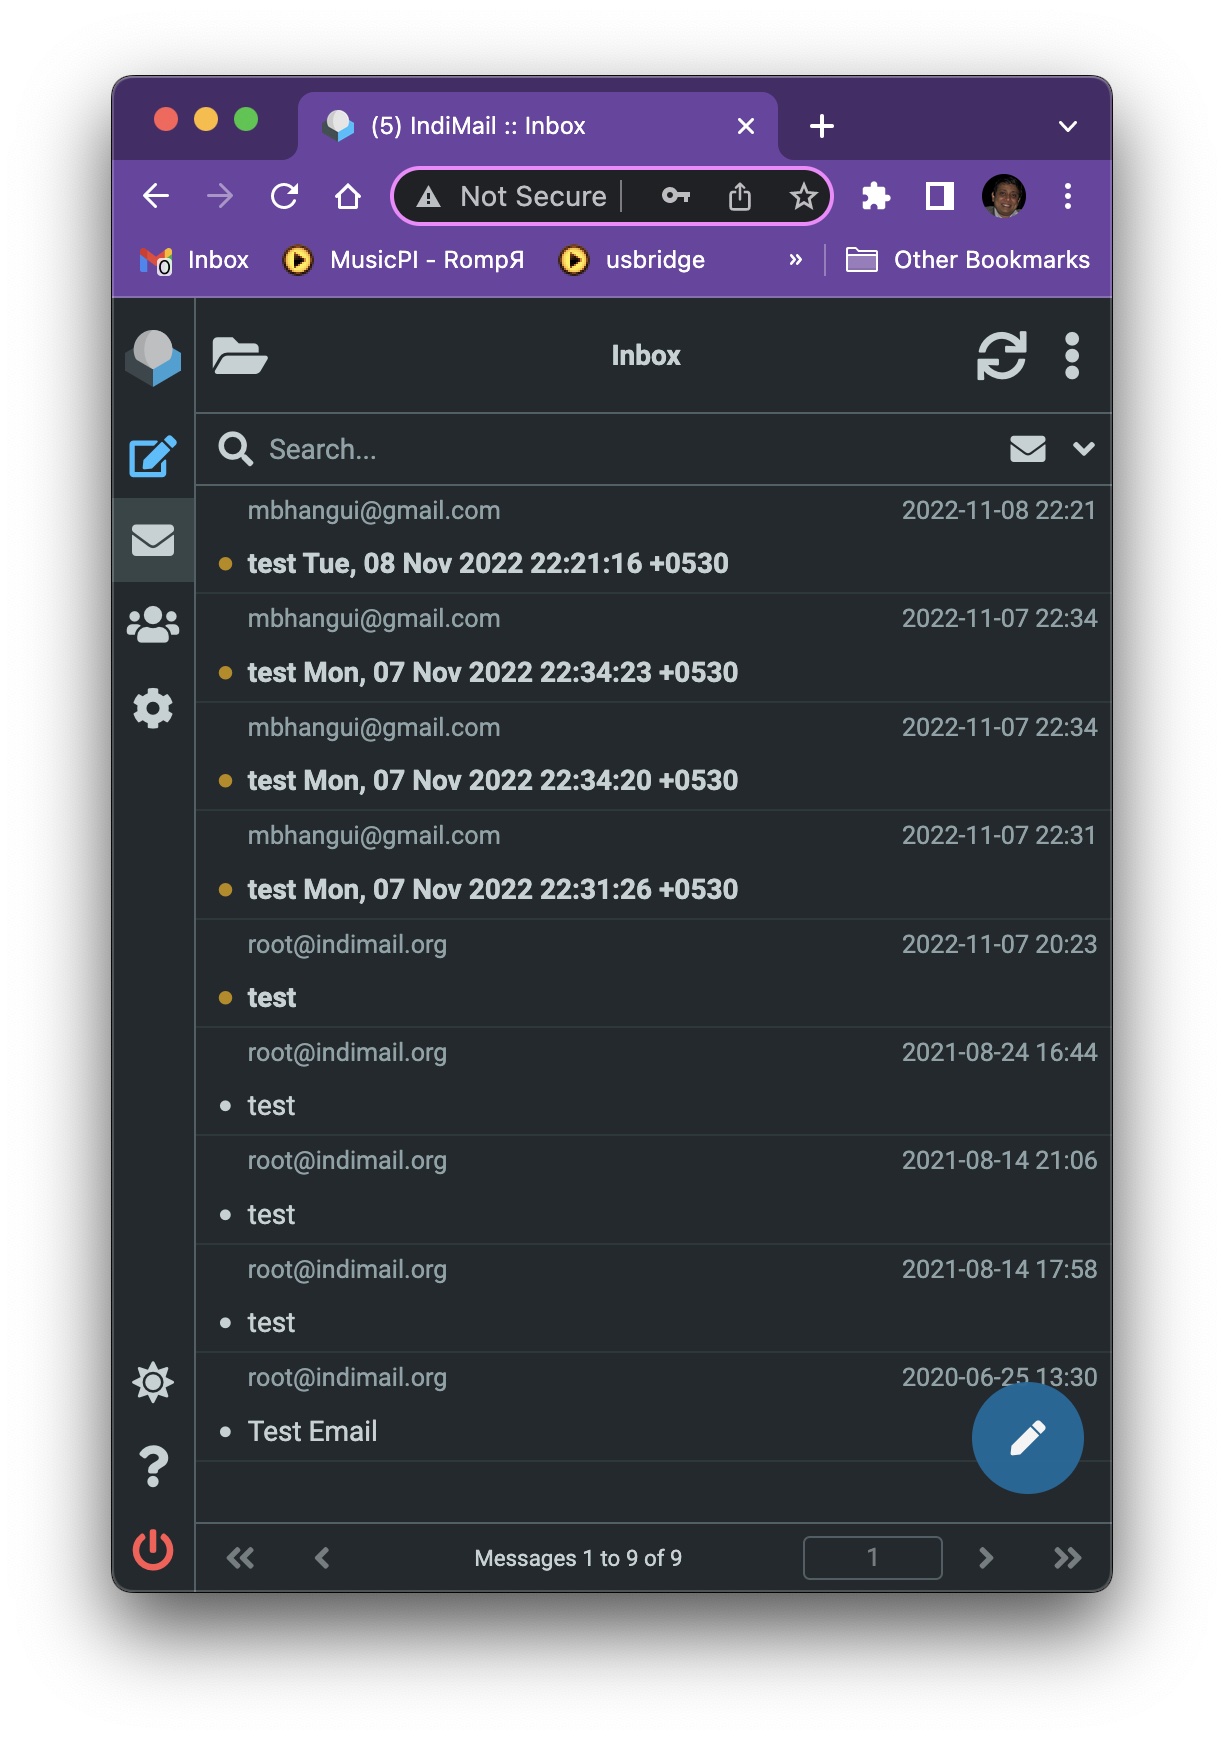 (5) IndiMail :: Inbox
Not Secure
0
Inbox
MusicPI - RompЯ
usbridge
»
Other Bookmarks
Inbox
Search...
mbhangui@gmail.com 2022-11-08 22:21
test Tue, 08 Nov 2022 22:21:16 +0530
mbhangui@gmail.com 2022-11-07 22:34
test Mon, 07 Nov 2022 22:34:23 +0530
mbhangui@gmail.com 2022-11-07 22:34
test Mon, 07 Nov 2022 22:34:20 +0530
mbhangui@gmail.com 2022-11-07 22:31
test Mon, 07 Nov 2022 22:31:26 +0530
root@indimail.org 2022-11-07 20:23
test
root@indimail.org 2021-08-24 16:44
test
root@indimail.org 2021-08-14 21:06
test
root@indimail.org 2021-08-14 17:58
test
root@indimail.org 2020-06-25 13:30
Test Email
Messages 1 to 9 of 9 1